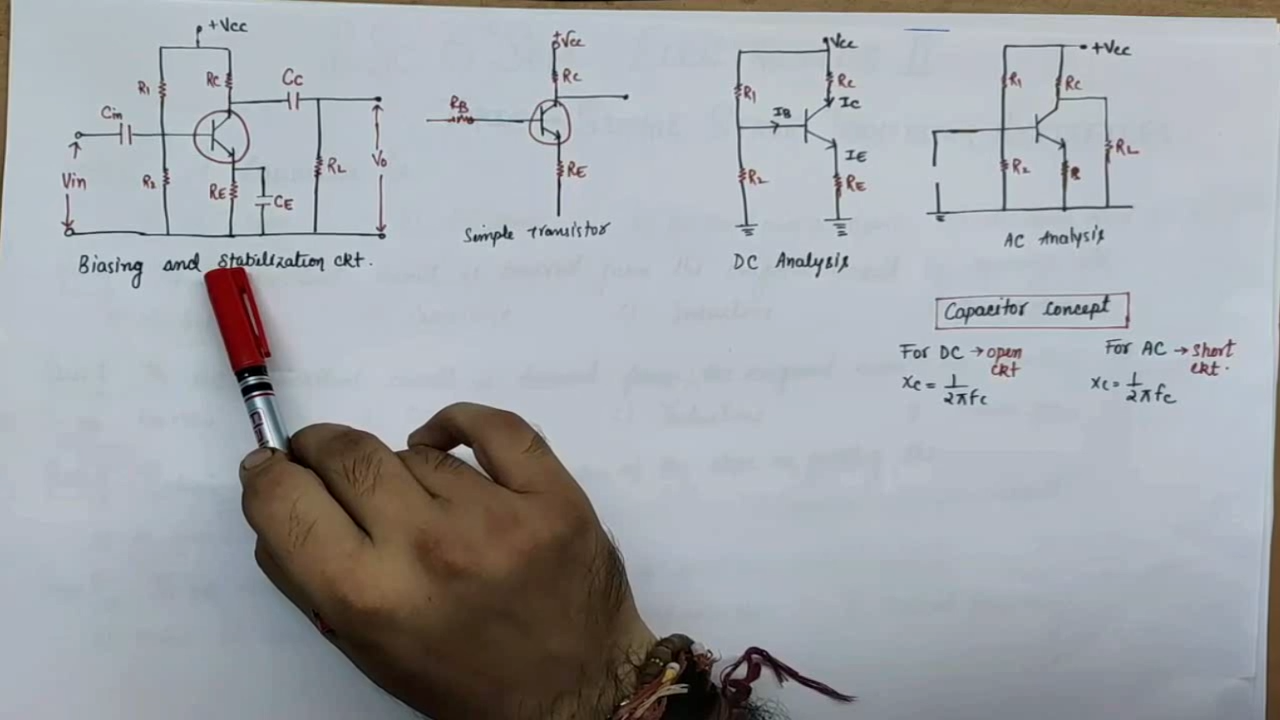 +Vcc
R1
RC
CC
Cin
Vin
R2
RE
CE
RL
Vo
Biasing and stabilization ckt.
+Vcc
RC
RB
RE
Simple transistor
Vcc
RC
R1
IC
IB
IE
R2
RE
DC Analysis
+Vcc
R1
RC
R2
R
RL
AC Analysis
Capacitor concept
For DC → open ckt
Xc = 1/2πfc
For AC → short ckt.
Xc = 1/2πfc